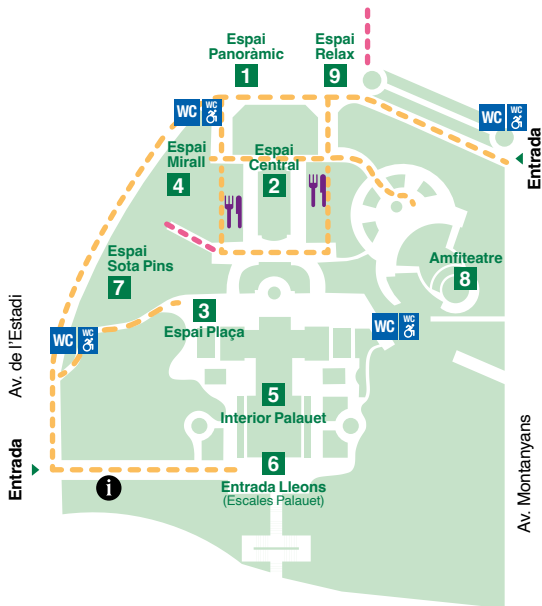 Espai
Panoràmic
1
Espai
Relax
9
WC
WC
WC
WC
Entrada
Espai
Mirall
4
Espai
Central
2
Espai
Sota Pins
7
Amfiteatre
8
3
Espai Plaça
WC
WC
WC
WC
Av. de l'Estadi
5
Interior Palauet
6
Entrada Lleons
(Escales Palauet)
Entrada
i
Av. Montanyans